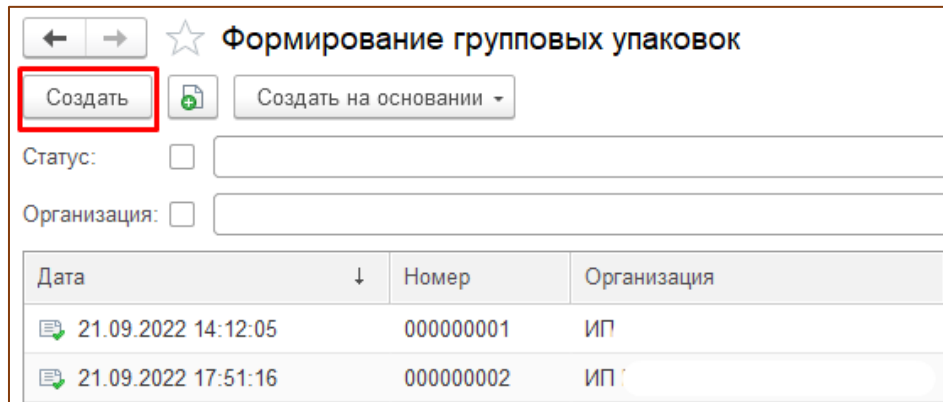 Формирование групповых упаковок
Создать Создать на основании
Статус:
Организация:
Дата ↓ Номер Организация
21.09.2022 14:12:05 000000001 ИП
21.09.2022 17:51:16 000000002 ИП